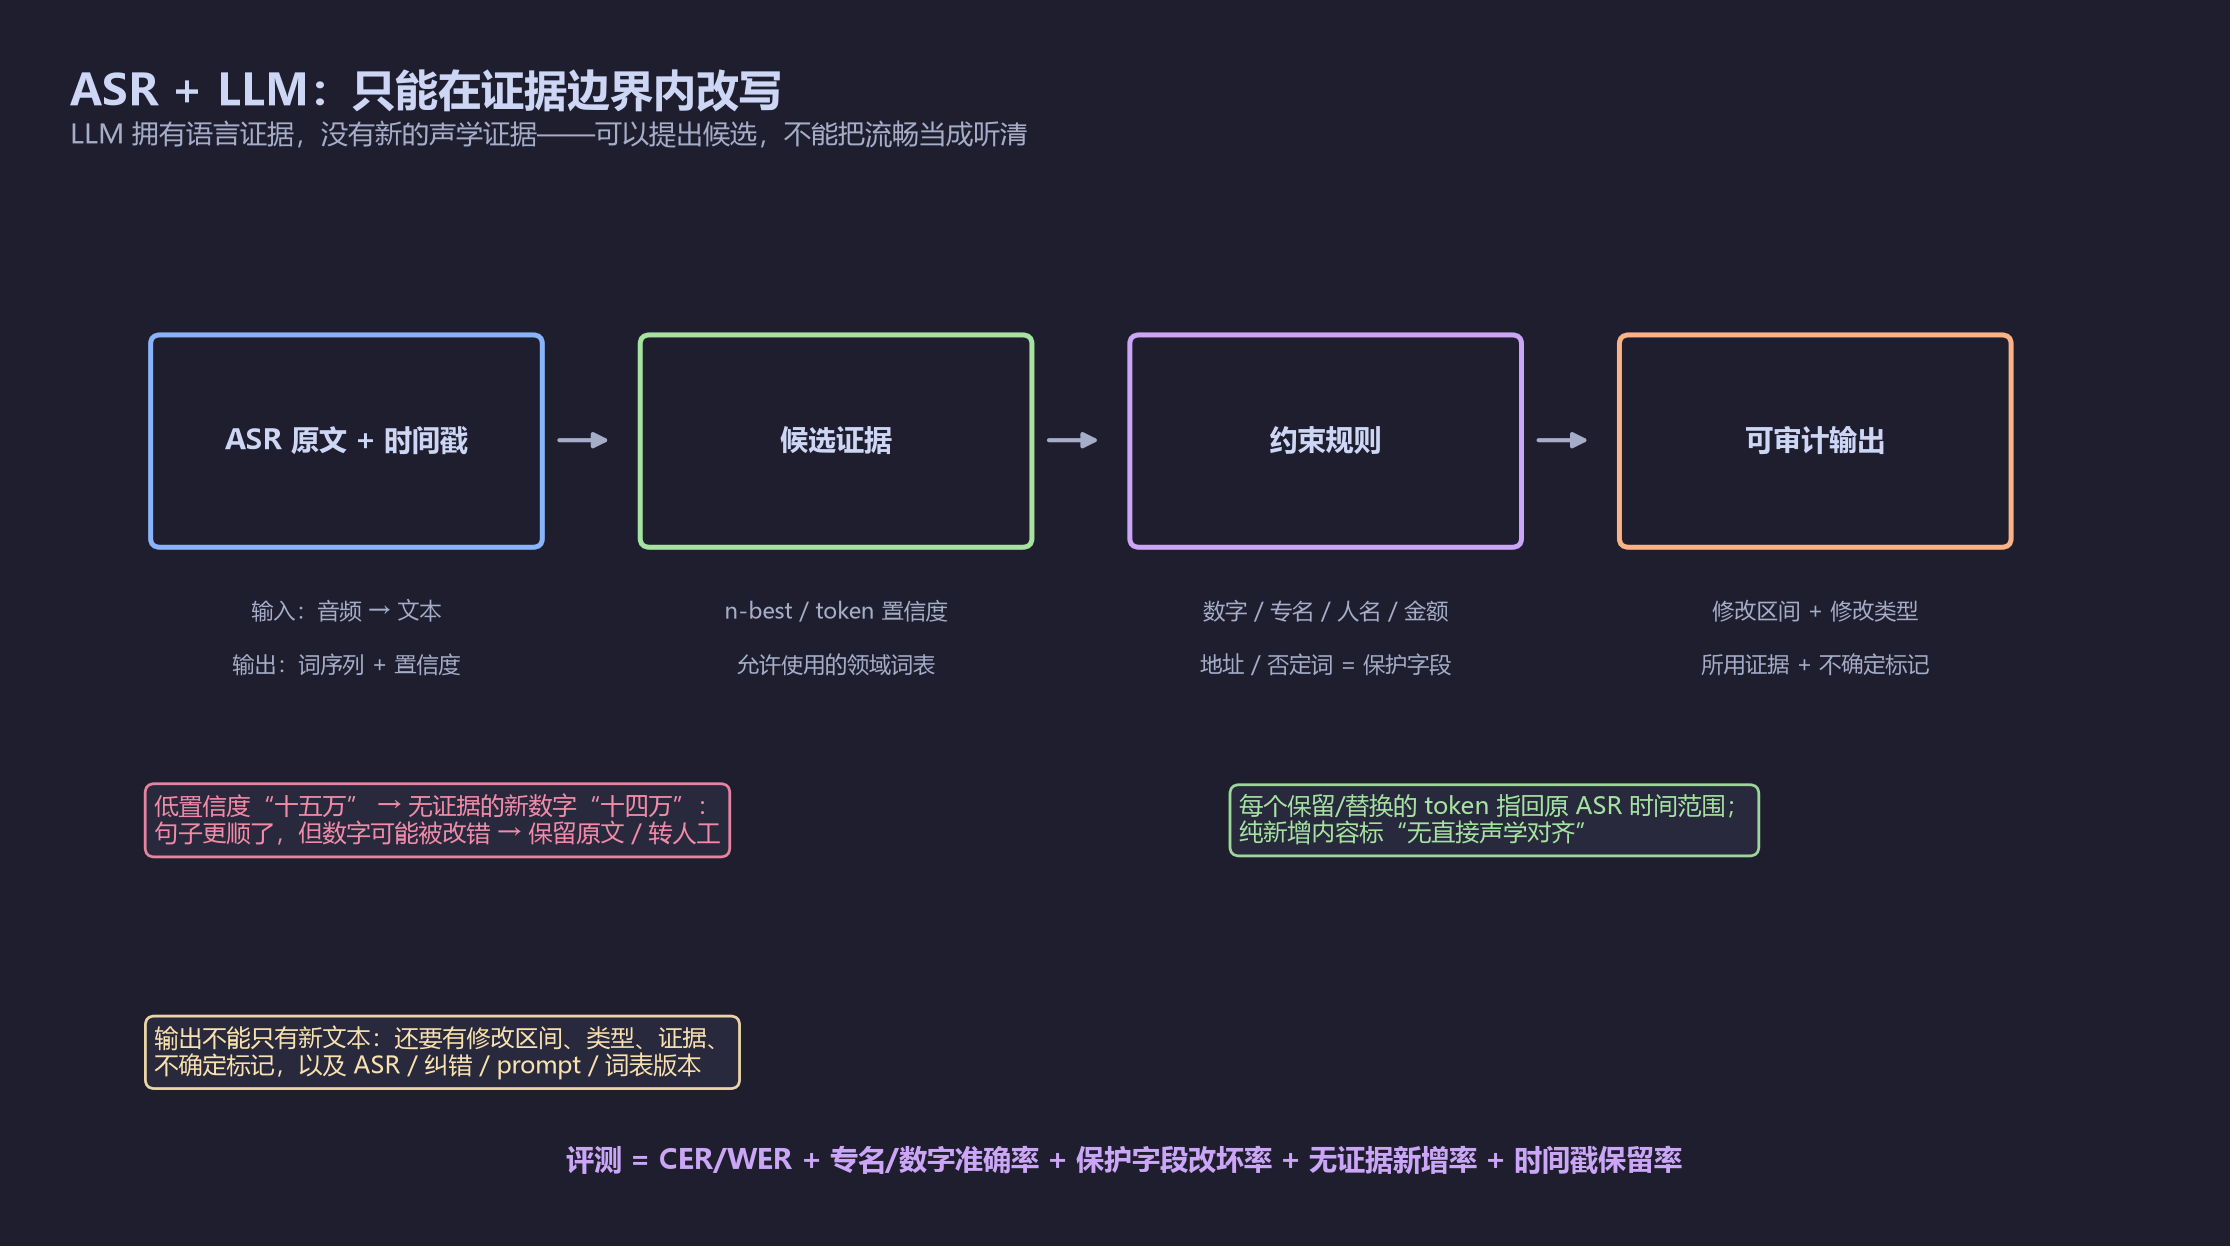 ASR + LLM：只能在证据边界内改写
LLM 拥有语言证据，没有新的声学证据——可以提出候选，不能把流畅当成听清
ASR 原文 + 时间戳
候选证据
约束规则
可审计输出
输入：音频 → 文本
n-best / token 置信度
数字 / 专名 / 人名 / 金额
修改区间 + 修改类型
输出：词序列 + 置信度
允许使用的领域词表
地址 / 否定词 = 保护字段
所用证据 + 不确定标记
低置信度“十五万” → 无证据的新数字“十四万”：
句子更顺了，但数字可能被改错 → 保留原文 / 转人工
每个保留/替换的 token 指回原 ASR 时间范围；
纯新增内容标“无直接声学对齐”
输出不能只有新文本：还要有修改区间、类型、证据、
不确定标记，以及 ASR / 纠错 / prompt / 词表版本
评测 = CER/WER + 专名/数字准确率 + 保护字段改坏率 + 无证据新增率 + 时间戳保留率